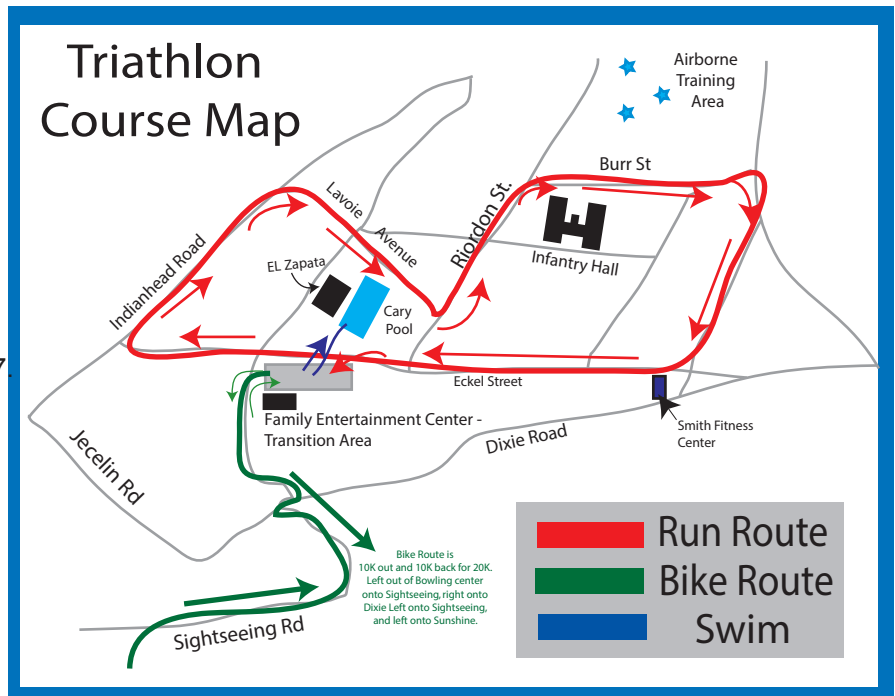 Triathlon
Course Map
Airborne
Training
Area
Burr St
Lavoie
Avenue
Riordon St.
Indianhead Road
EL Zapata
Infantry Hall
Cary
Pool
7.
Eckel Street
Family Entertainment Center -
Transition Area
Smith Fitness
Center
Dixie Road
Jecelin Rd
Bike Route is
10K out and 10K back for 20K.
Left out of Bowling center
onto Sightseeing, right onto
Dixie Left onto Sightseeing,
and left onto Sunshine.
Sightseeing Rd
Run Route
Bike Route
Swim